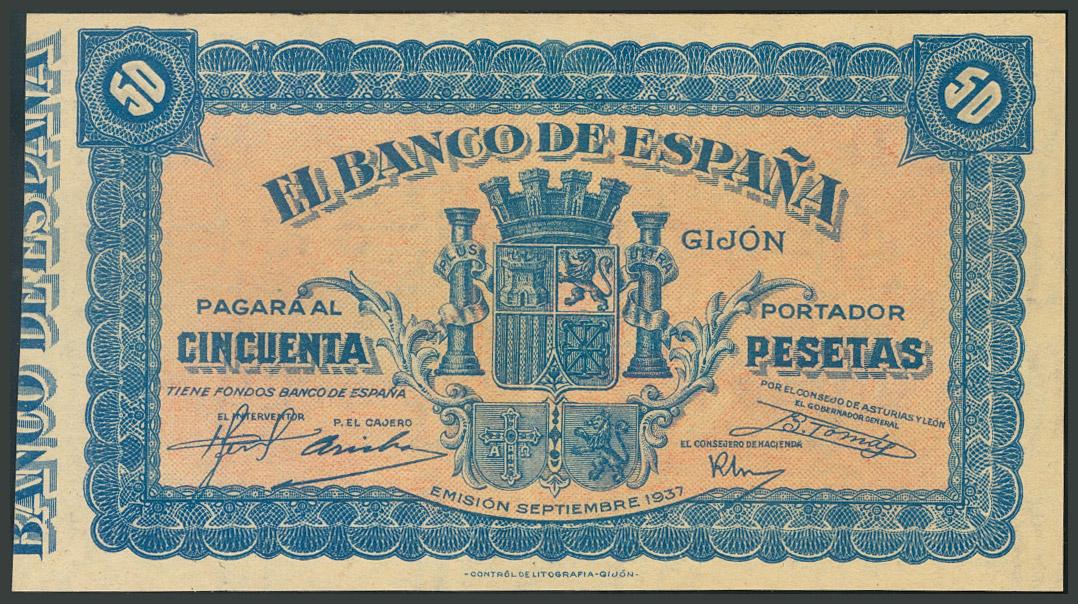 BANCO DE ESPAÑA
50
50
EL BANCO DE ESPAÑA
GIJÓN
PLUS
ULTRA
PAGARÁ AL
PORTADOR
CINCUENTA
PESETAS
TIENE FONDOS BANCO DE ESPAÑA
POR EL CONSEJO DE ASTURIAS Y LEÓN
EL GOBERNADOR GENERAL
EL INTERVENTOR
P. EL CAJERO
B. Tomás
EL CONSEJERO DE HACIENDA
A Ω
EMISIÓN SEPTIEMBRE 1937
-CONTRÓL DE LITOGRAFIA-GIJÓN-